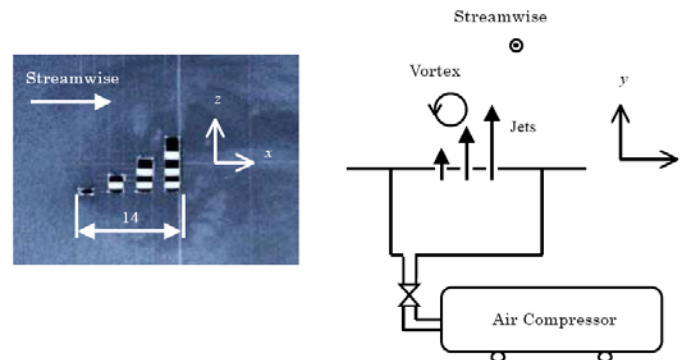 Streamwise
z
x
14
Streamwise
Vortex
Jets
y
Air Compressor